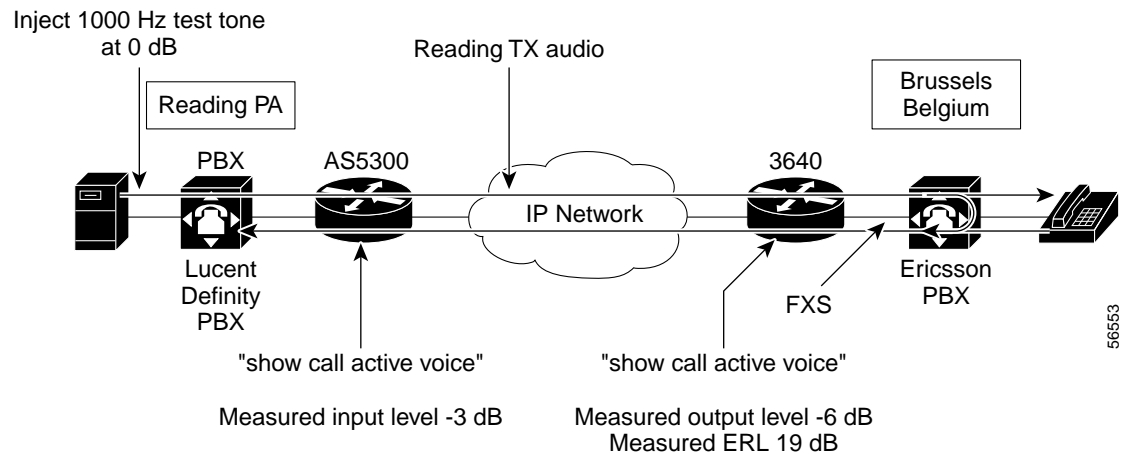 Inject 1000 Hz test tone
at 0 dB
Reading TX audio
Reading PA
Brussels
Belgium
PBX
AS5300
3640
IP Network
Lucent
Definity
PBX
FXS
Ericsson
PBX
"show call active voice"
"show call active voice"
Measured input level -3 dB
Measured output level -6 dB
Measured ERL 19 dB
56553